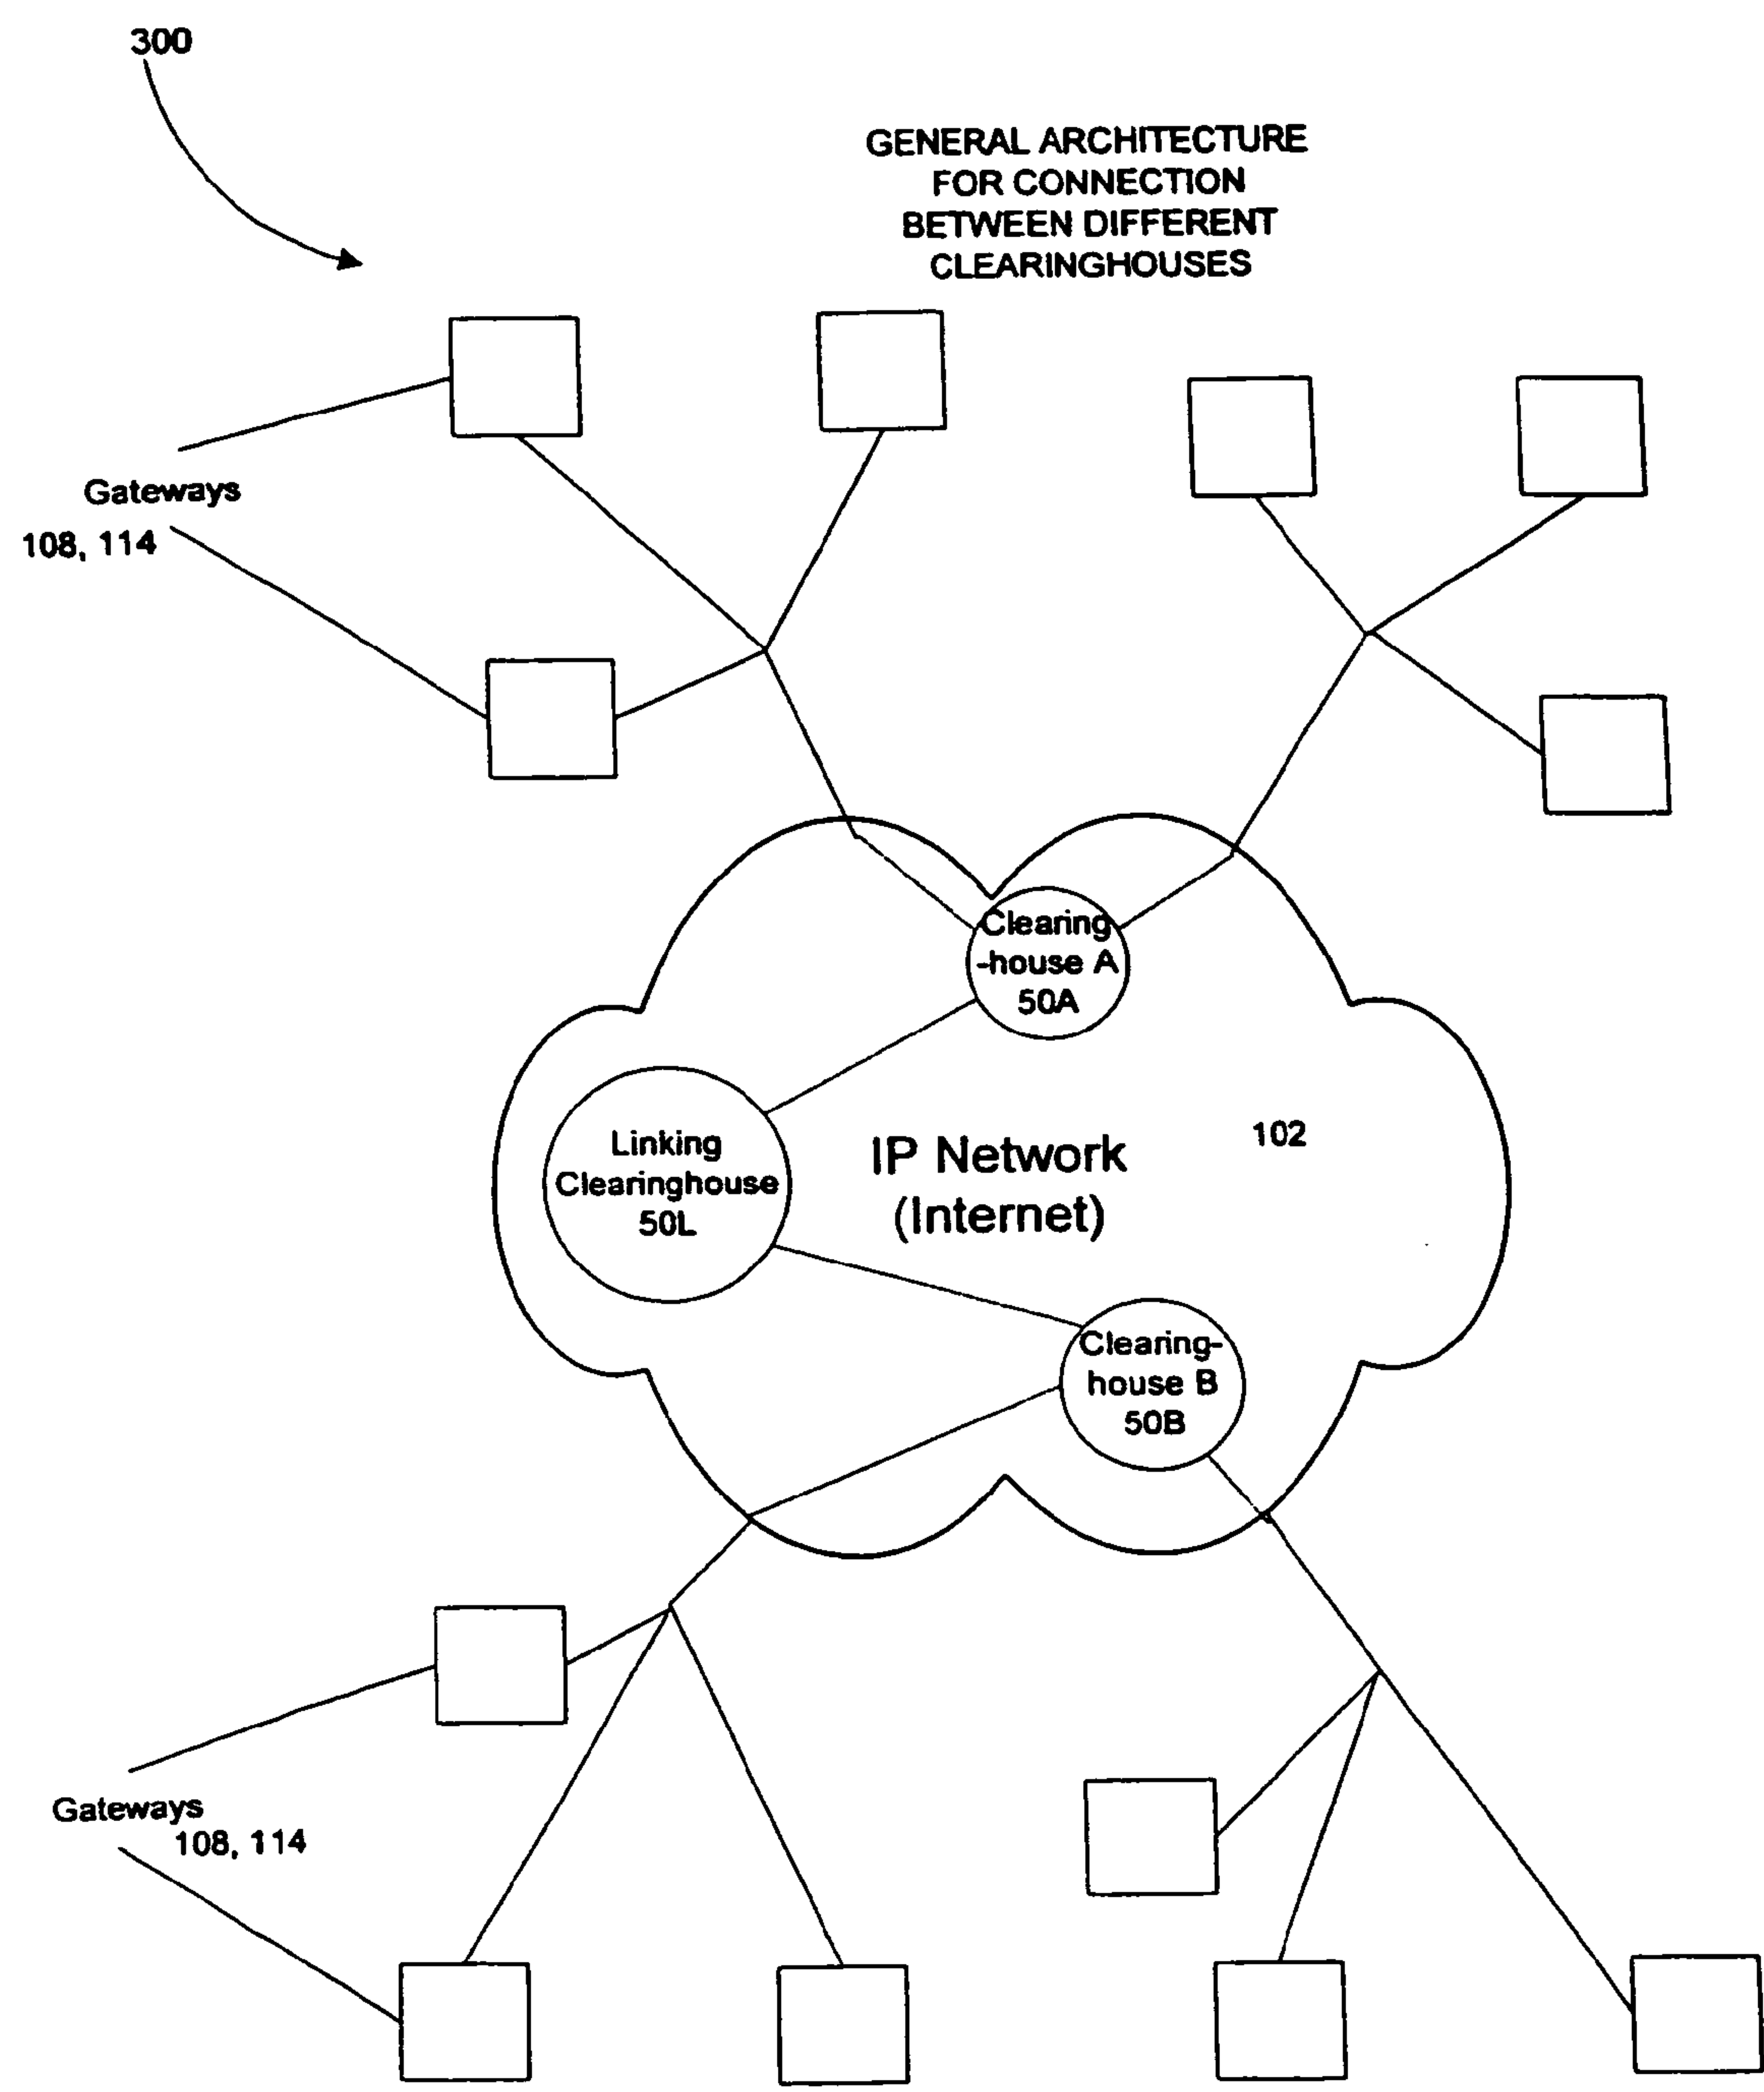 300
GENERAL ARCHITECTURE
FOR CONNECTION
BETWEEN DIFFERENT
CLEARINGHOUSES
Gateways
108, 114
Clearing
-house A
50A
Linking
Clearinghouse
50L
IP Network
(Internet)
102
Clearing-
house B
50B
Gateways
108, 114